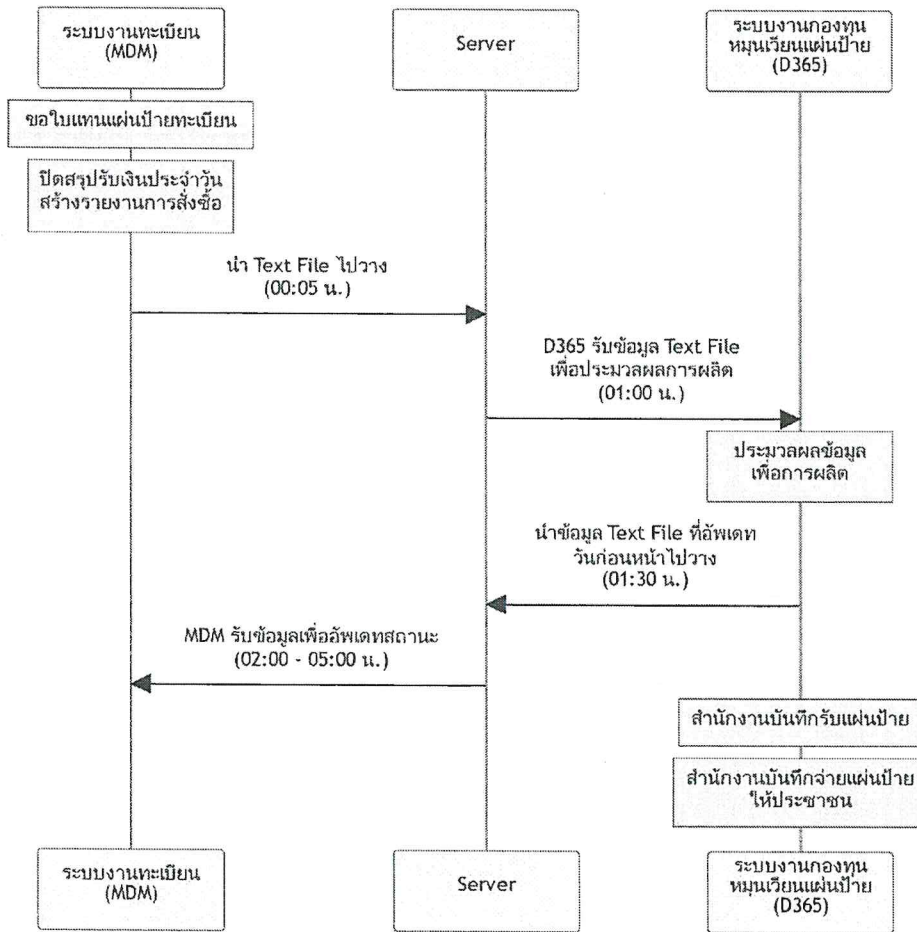 ระบบงานทะเบียน
(MDM)
Server
ระบบงานกองทุน
หมุนเวียนแผ่นป้าย
(D365)
ขอใบแทนแผ่นป้ายทะเบียน
ปิดสรุปรับเงินประจำวัน
สร้างรายงานการสั่งซื้อ
นำ Text File ไปวาง
(00:05 น.)
D365 รับข้อมูล Text File
เพื่อประมวลผลการผลิต
(01:00 น.)
ประมวลผลข้อมูล
เพื่อการผลิต
นำข้อมูล Text File ที่อัพเดท
วันก่อนหน้าไปวาง
(01:30 น.)
MDM รับข้อมูลเพื่ออัพเดทสถานะ
(02:00 - 05:00 น.)
สำนักงานบันทึกรับแผ่นป้าย
สำนักงานบันทึกจ่ายแผ่นป้าย
ให้ประชาชน
ระบบงานทะเบียน
(MDM)
Server
ระบบงานกองทุน
หมุนเวียนแผ่นป้าย
(D365)